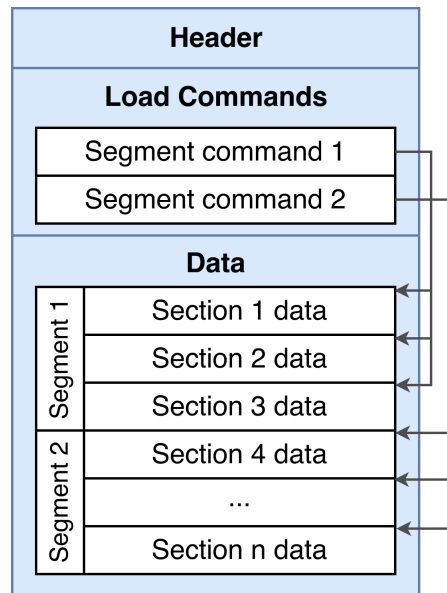 Header
Load Commands
Segment command 1
Segment command 2
Data
Segment 1
Section 1 data
Section 2 data
Section 3 data
Segment 2
Section 4 data
...
Section n data